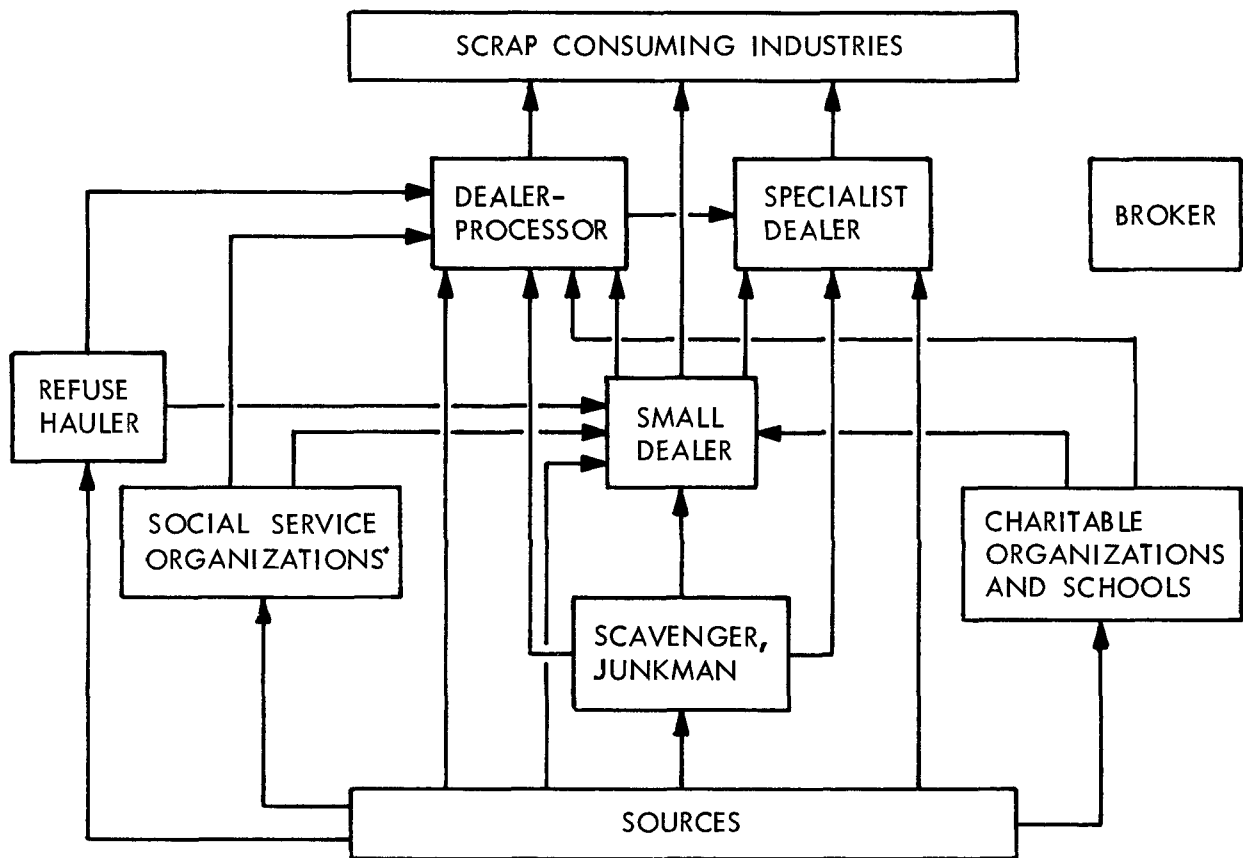 SCRAP CONSUMING INDUSTRIES
DEALER-
PROCESSOR
SPECIALIST
DEALER
BROKER
REFUSE
HAULER
SMALL
DEALER
SOCIAL SERVICE
ORGANIZATIONS*
CHARITABLE
ORGANIZATIONS
AND SCHOOLS
SCAVENGER,
JUNKMAN
SOURCES